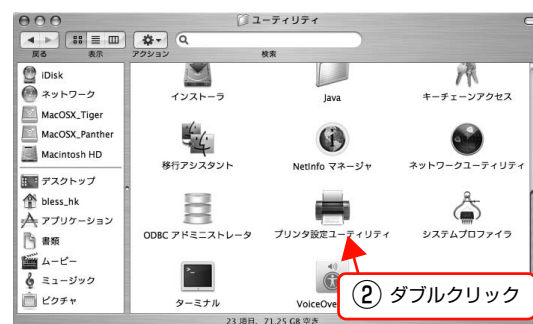 ユーティリティ
戻る 表示 アクション 検索
iDisk
ネットワーク
MacOSX_Tiger
MacOSX_Panther
Macintosh HD
デスクトップ
bless_hk
アプリケーション
書類
ムービー
ミュージック
ピクチャ
インストーラ Java キーチェーンアクセス
移行アシスタント NetInfo マネージャ ネットワークユーティリティ
ODBC アドミニストレータ プリンタ設定ユーティリティ システムプロファイラ
ターミナル VoiceOve
② ダブルクリック
23 項目、71.25 GB 空き